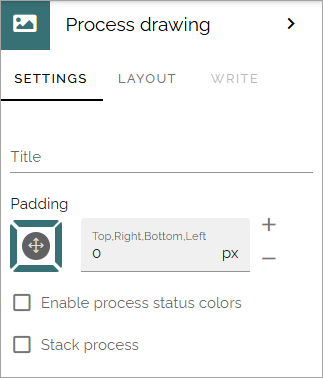 Process drawing
SETTINGS LAYOUT WRITE
Title
Padding
Top,Right,Bottom,Left
0 px
Enable process status colors
Stack process